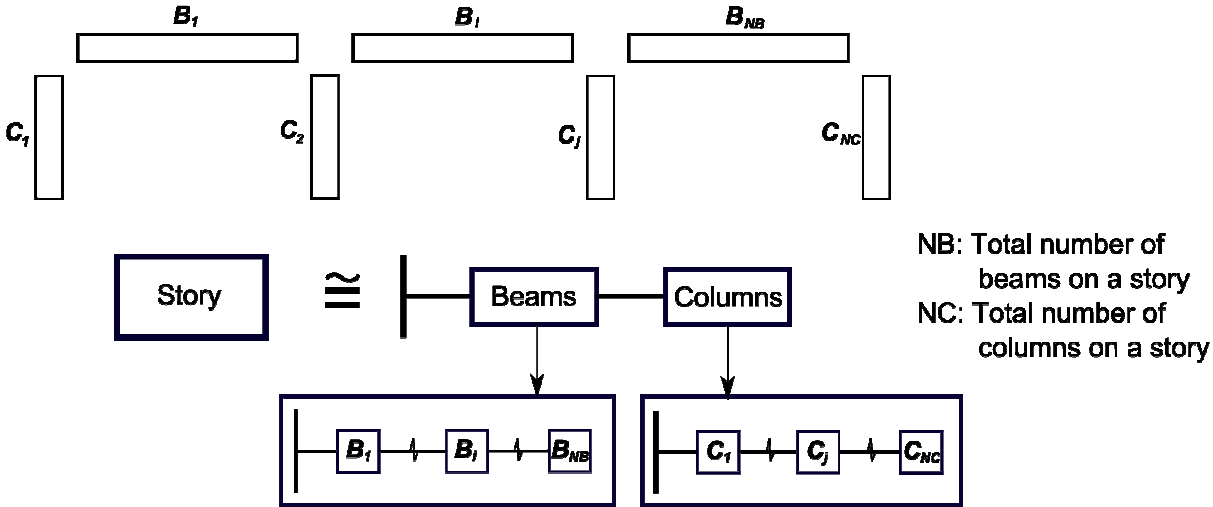 B1 BI BNB
C1 C2 Cj CNC
Story ≅ Beams Columns
NB: Total number of
beams on a story
NC: Total number of
columns on a story
B1 BI BNB
C1 Cj CNC